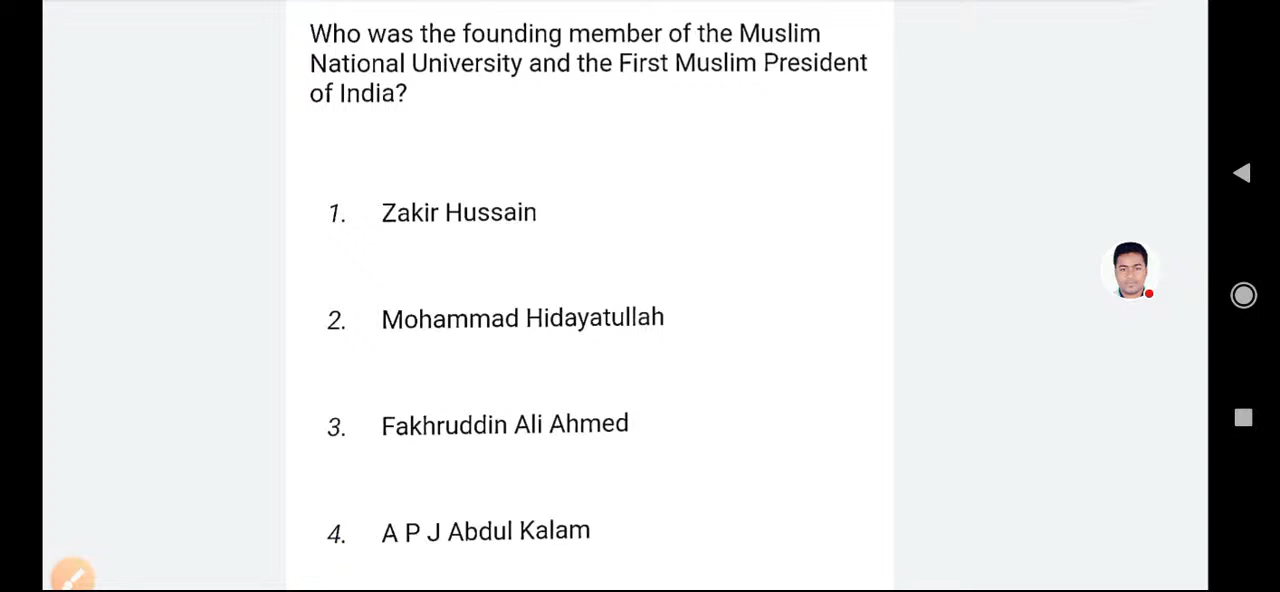 Who was the founding member of the Muslim
National University and the First Muslim President
of India?
1. Zakir Hussain
2. Mohammad Hidayatullah
3. Fakhruddin Ali Ahmed
4. A P J Abdul Kalam